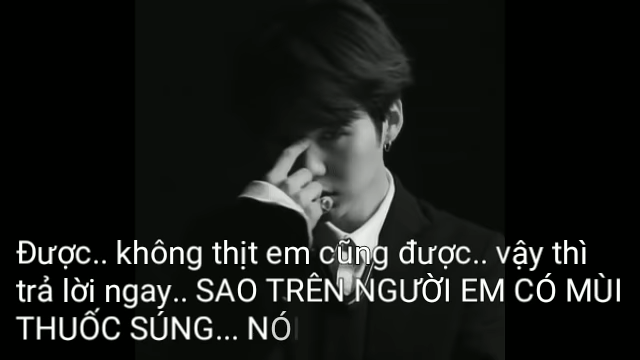 Được.. không thịt em cũng được.. vậy thì
trả lời ngay.. SAO TRÊN NGƯỜI EM CÓ MÙI
THUỐC SÚNG... NÓ